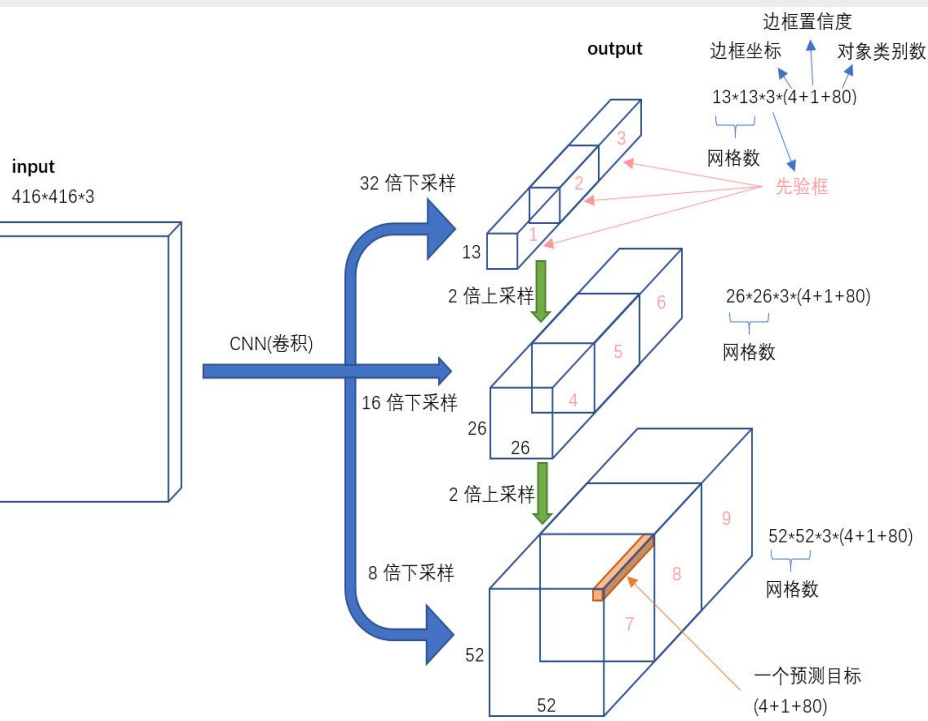 input
416*416*3
CNN(卷积)
32 倍下采样
16 倍下采样
8 倍下采样
output
13
1
2
3
2 倍上采样
26
26
4
5
6
2 倍上采样
52
52
7
8
9
边框置信度
边框坐标
对象类别数
13*13*3*(4+1+80)
网格数
先验框
26*26*3*(4+1+80)
网格数
52*52*3*(4+1+80)
网格数
一个预测目标
(4+1+80)